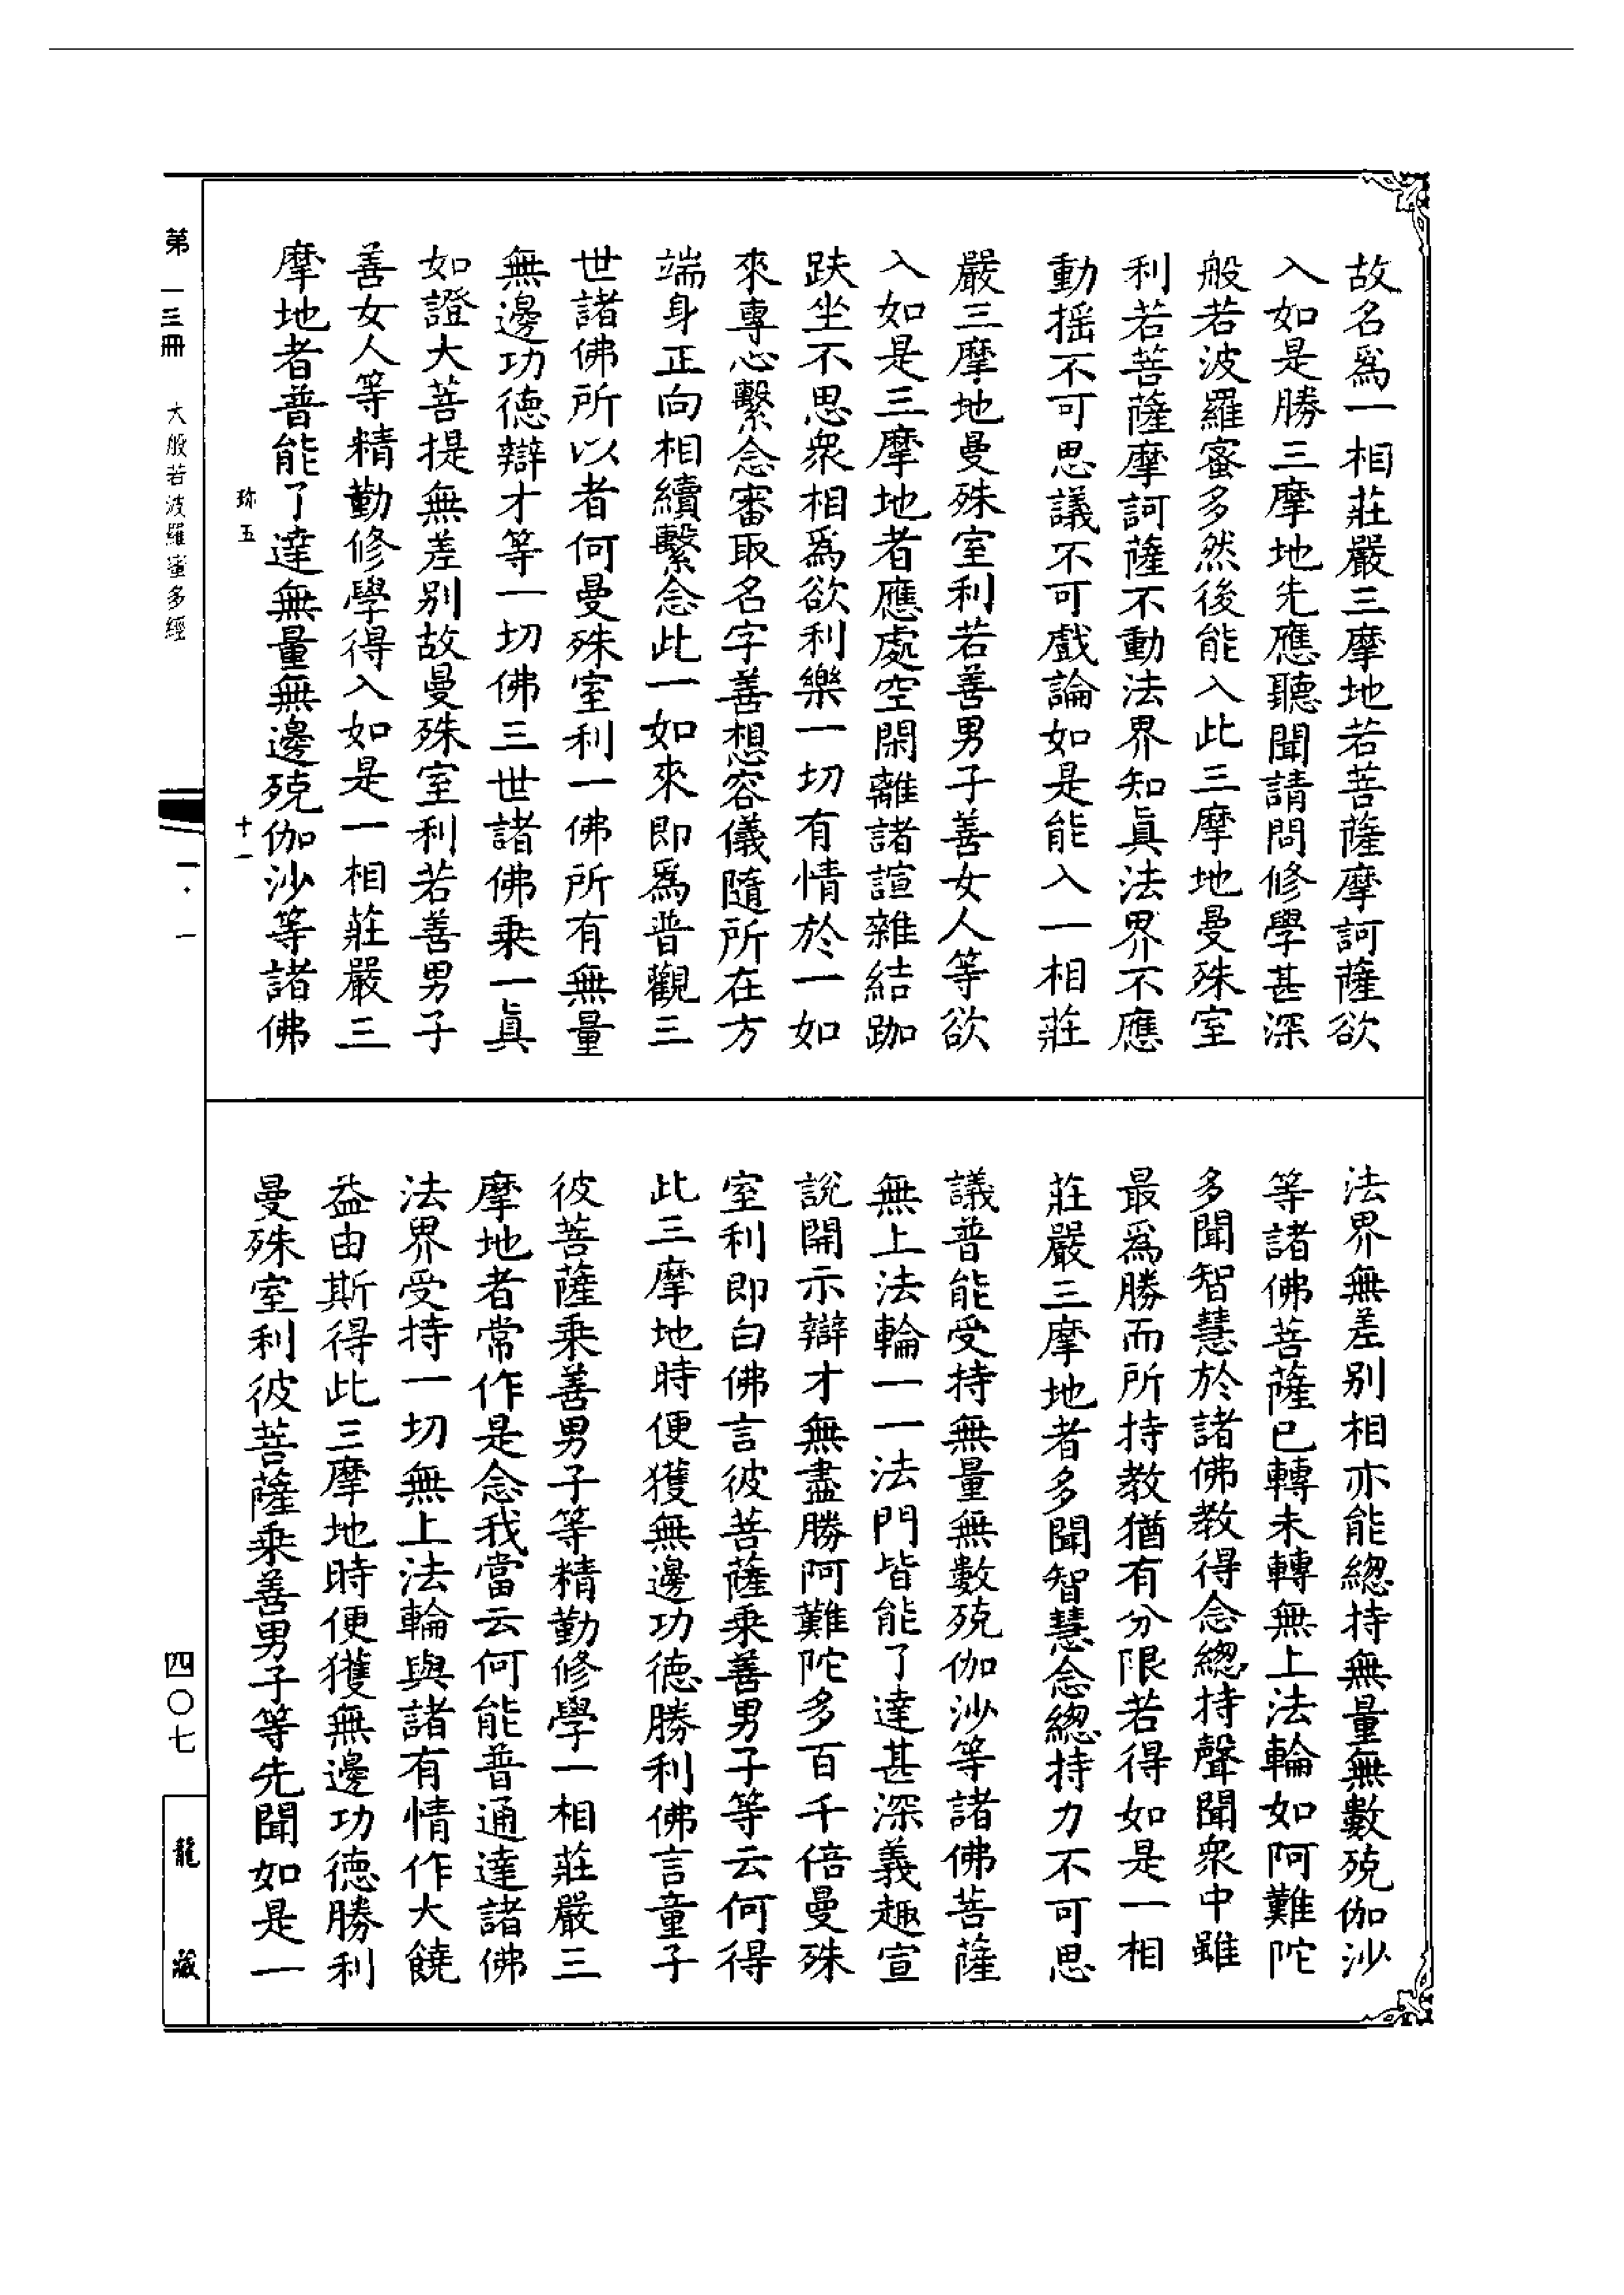 故名爲一相莊嚴三摩地若菩薩摩訶薩欲
入如是勝三摩地先應聽聞請問修學甚深
般若波羅蜜多然後能入此三摩地曼殊室
利若菩薩摩訶薩不動法界知眞法界不應
動搖不可思議不可戲論如是能入一相莊
嚴三摩地曼殊室利若善男子善女人等欲
入如是三摩地者應處空閑離諸諠雜結跏
趺坐不思衆相爲欲利樂一切有情於一如
來專心繫念審取名字善想容儀隨所在方
端身正向相續繫念此一如來即爲普觀三
世諸佛所以者何曼殊室利一佛所有無量
無邊功德辯才等一切佛三世諸佛乘一眞
如證大菩提無差別故曼殊室利若善男子
善女人等精勤修學得入如是一相莊嚴三
摩地者普能了達無量無邊殑伽沙等諸佛
法界無差別相亦能總持無量無數殑伽沙
等諸佛菩薩已轉未轉無上法輪如阿難陀
多聞智慧於諸佛教得念總持聲聞衆中雖
最爲勝而所持教猶有分限若得如是一相
莊嚴三摩地者多聞智慧念總持力不可思
議普能受持無量無數殑伽沙等諸佛菩薩
無上法輪一一法門皆能了達甚深義趣宣
說開示辯才無盡勝阿難陀多百千倍曼殊
室利即白佛言彼菩薩乘善男子等云何得
此三摩地時便獲無邊功德勝利佛言童子
彼菩薩乘善男子等精勤修學一相莊嚴三
摩地者常作是念我當云何能普通達諸佛
法界受持一切無上法輪與諸有情作大饒
益由斯得此三摩地時便獲無邊功德勝利
曼殊室利彼菩薩乘善男子等先聞如是一
珎五
十一
第一三冊 大般若波羅蜜多經
一·一
四〇七
龍藏